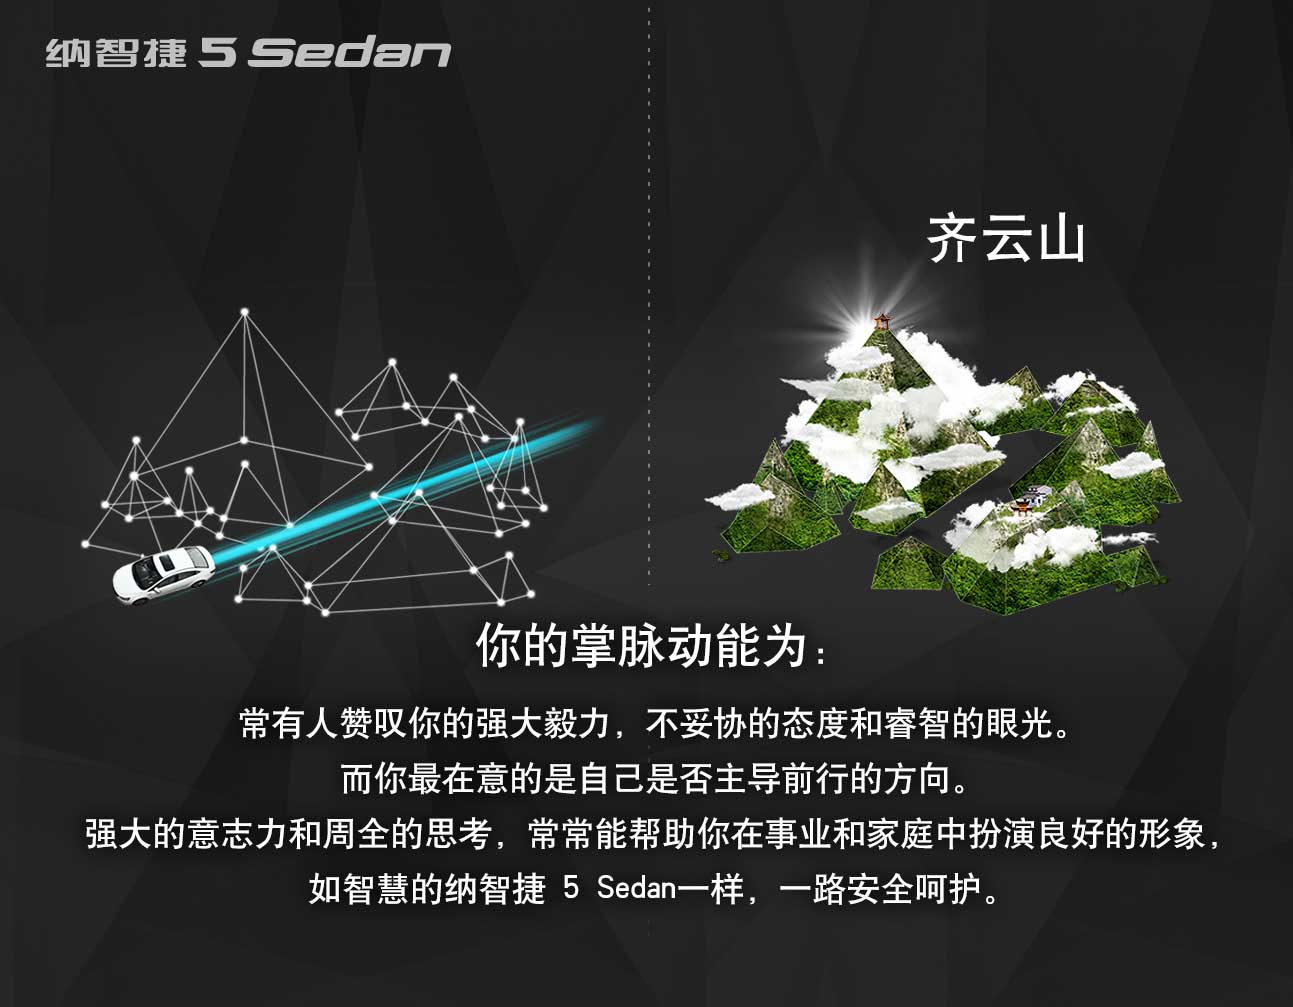 纳智捷 5 Sedan
齐云山
你的掌脉动能为：
常有人赞叹你的强大毅力，不妥协的态度和睿智的眼光。
而你最在意的是自己是否主导前行的方向。
强大的意志力和周全的思考，常常能帮助你在事业和家庭中扮演良好的形象，
如智慧的纳智捷 5 Sedan一样，一路安全呵护。